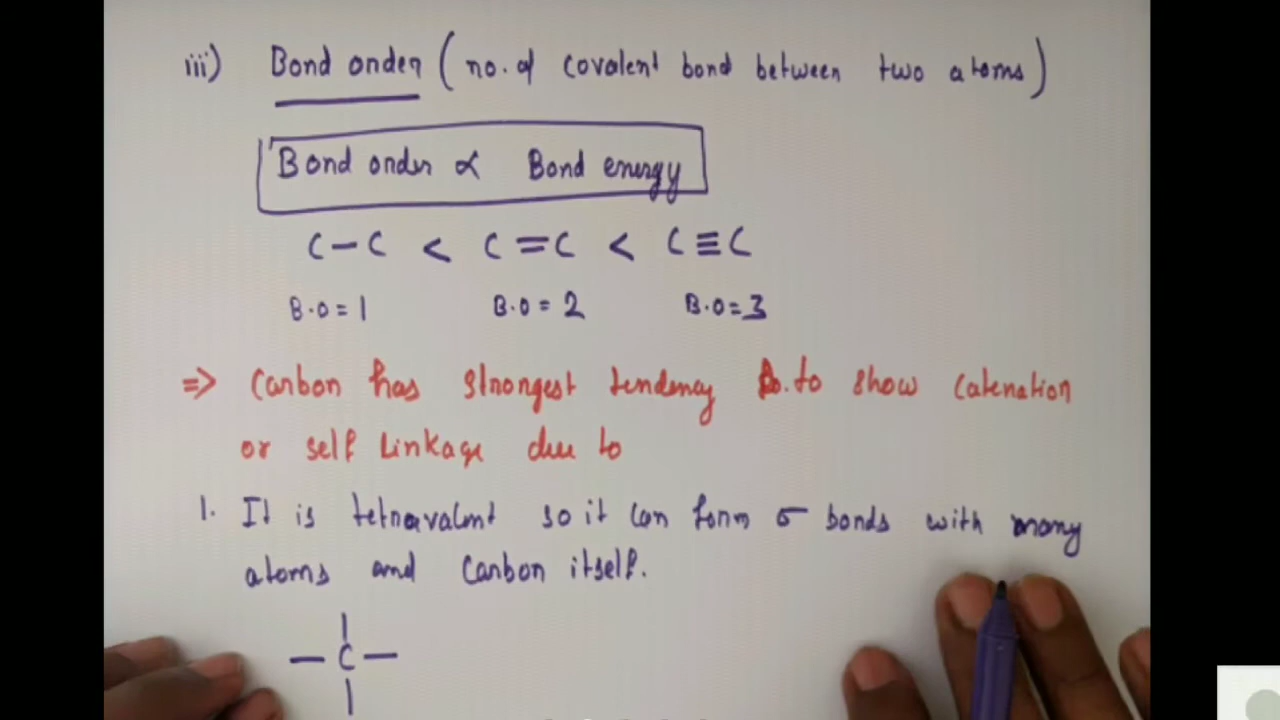 iii) Bond order (no. of covalent bond between two atoms)
Bond order ∝ Bond energy
C−C < C=C < C≡C
B.O=1 B.O=2 B.O=3
=> Carbon has strongest tendency to show Catenation
or self Linkage due to
1. It is tetravalent so it can form σ bonds with many
atoms and Carbon itself.
C